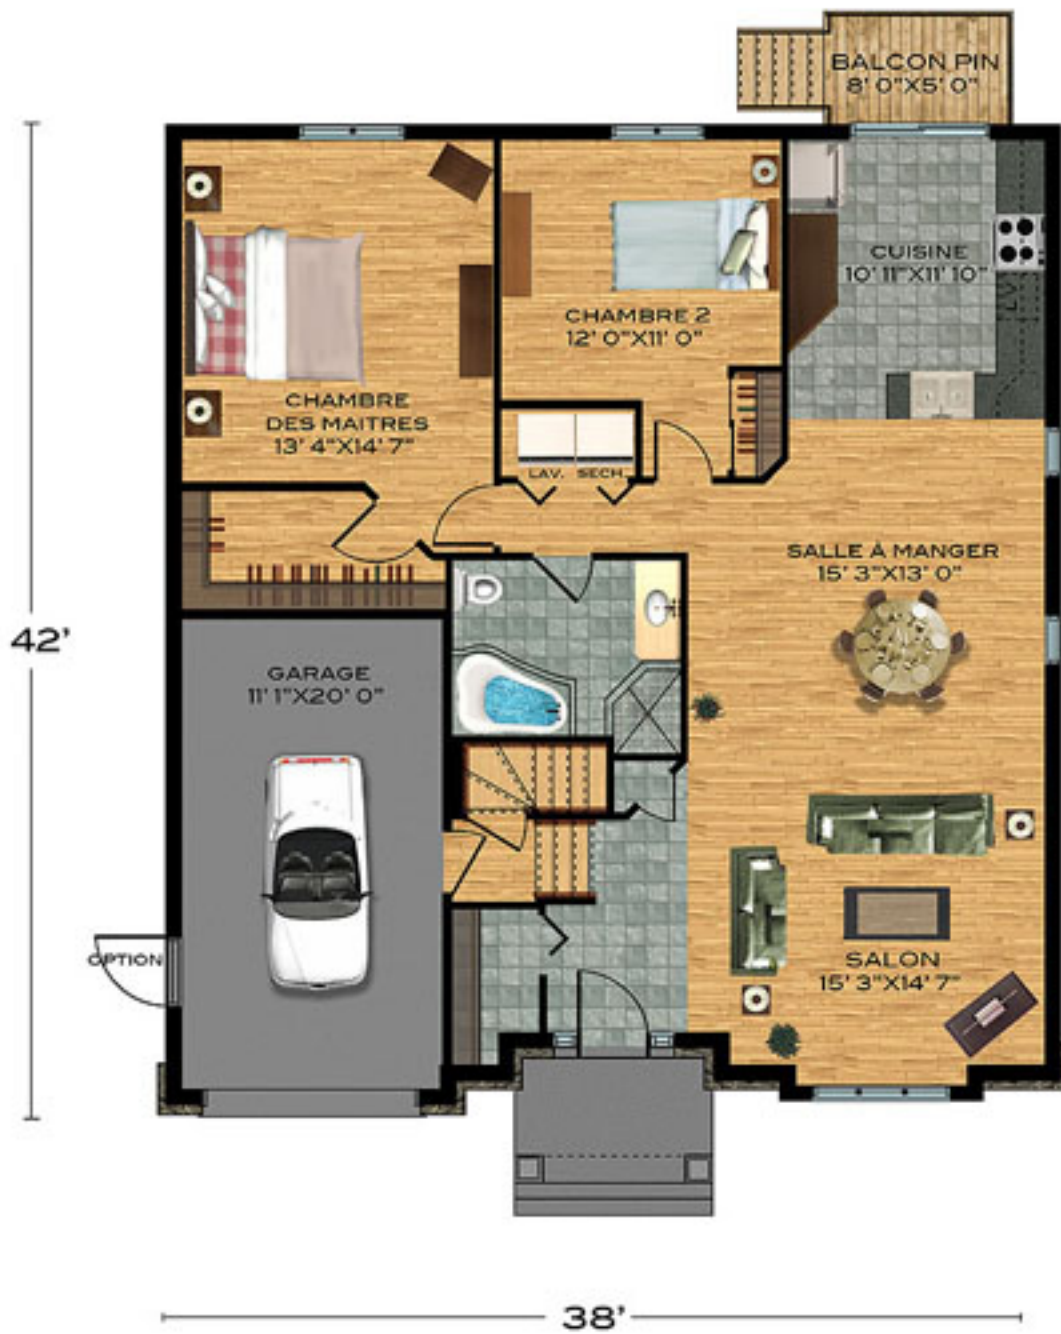 BALCON PIN
8' 0"X5' 0"
CUISINE
10' 11"X11' 10"
LV
CHAMBRE 2
12' 0"X11' 0"
CHAMBRE
DES MAITRES
13' 4"X14' 7"
LAV. SECH.
SALLE À MANGER
15' 3"X13' 0"
42'
GARAGE
11' 1"X20' 0"
OPTION
SALON
15' 3"X14' 7"
38'